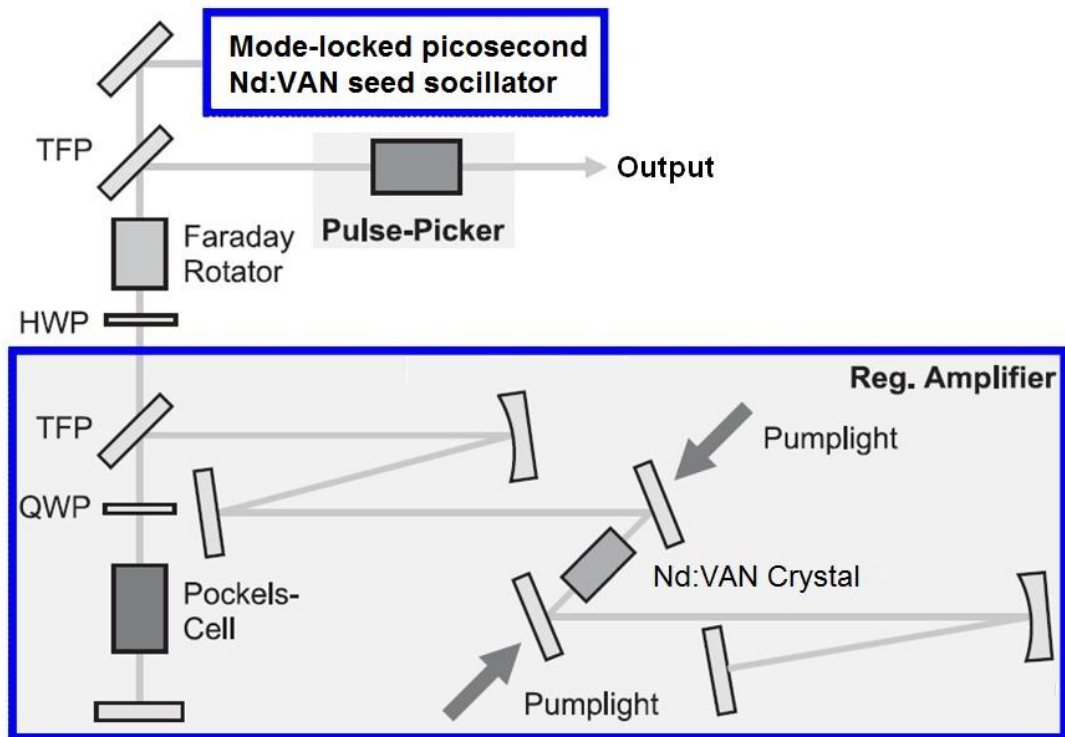 Mode-locked picosecond
Nd:VAN seed socillator
TFP
Output
Pulse-Picker
Faraday
Rotator
HWP
Reg. Amplifier
TFP
Pumplight
QWP
Nd:VAN Crystal
Pockels-
Cell
Pumplight